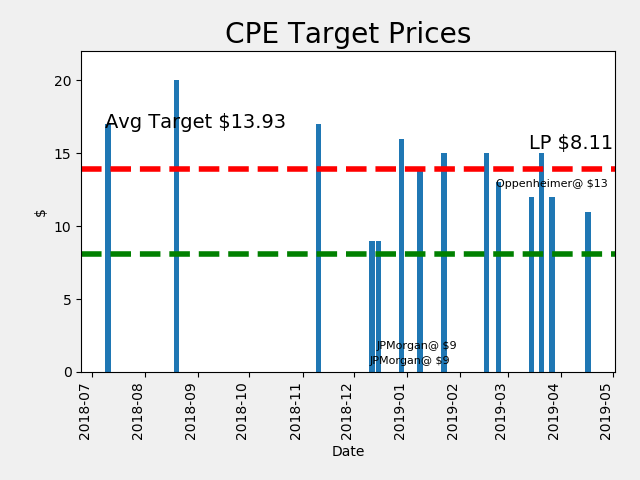 CPE Target Prices
20
Avg Target $13.93
LP $8.11
15
Oppenheimer@ $13
10
$
5
JPMorgan@ $9
JPMorgan@ $9
0
2018-07
2018-08
2018-09
2018-10
2018-11
2018-12
2019-01
2019-02
2019-03
2019-04
2019-05
Date